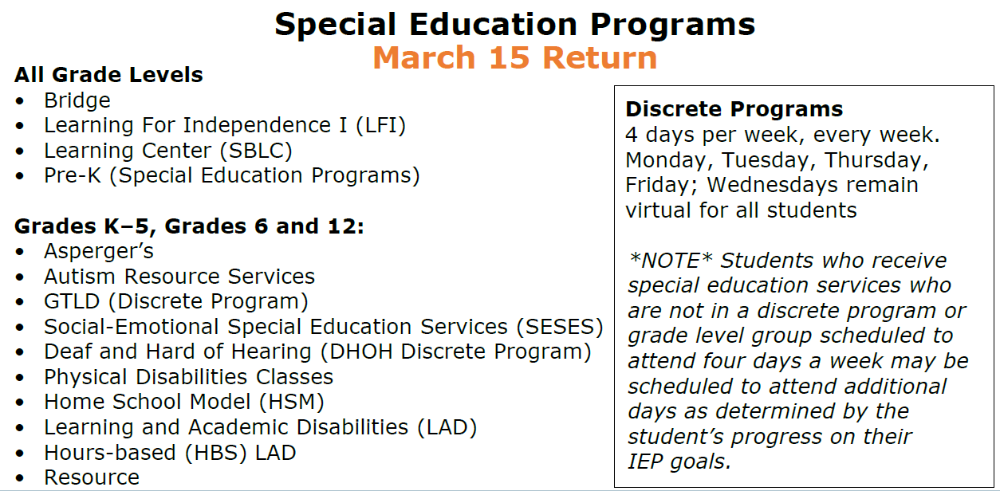 Special Education Programs
March 15 Return
All Grade Levels
• Bridge
• Learning For Independence I (LFI)
• Learning Center (SBLC)
• Pre-K (Special Education Programs)
Grades K–5, Grades 6 and 12:
• Asperger’s
• Autism Resource Services
• GTLD (Discrete Program)
• Social-Emotional Special Education Services (SESES)
• Deaf and Hard of Hearing (DHOH Discrete Program)
• Physical Disabilities Classes
• Home School Model (HSM)
• Learning and Academic Disabilities (LAD)
• Hours-based (HBS) LAD
• Resource
Discrete Programs
4 days per week, every week.
Monday, Tuesday, Thursday,
Friday; Wednesdays remain
virtual for all students
*NOTE* Students who receive
special education services who
are not in a discrete program or
grade level group scheduled to
attend four days a week may be
scheduled to attend additional
days as determined by the
student’s progress on their
IEP goals.